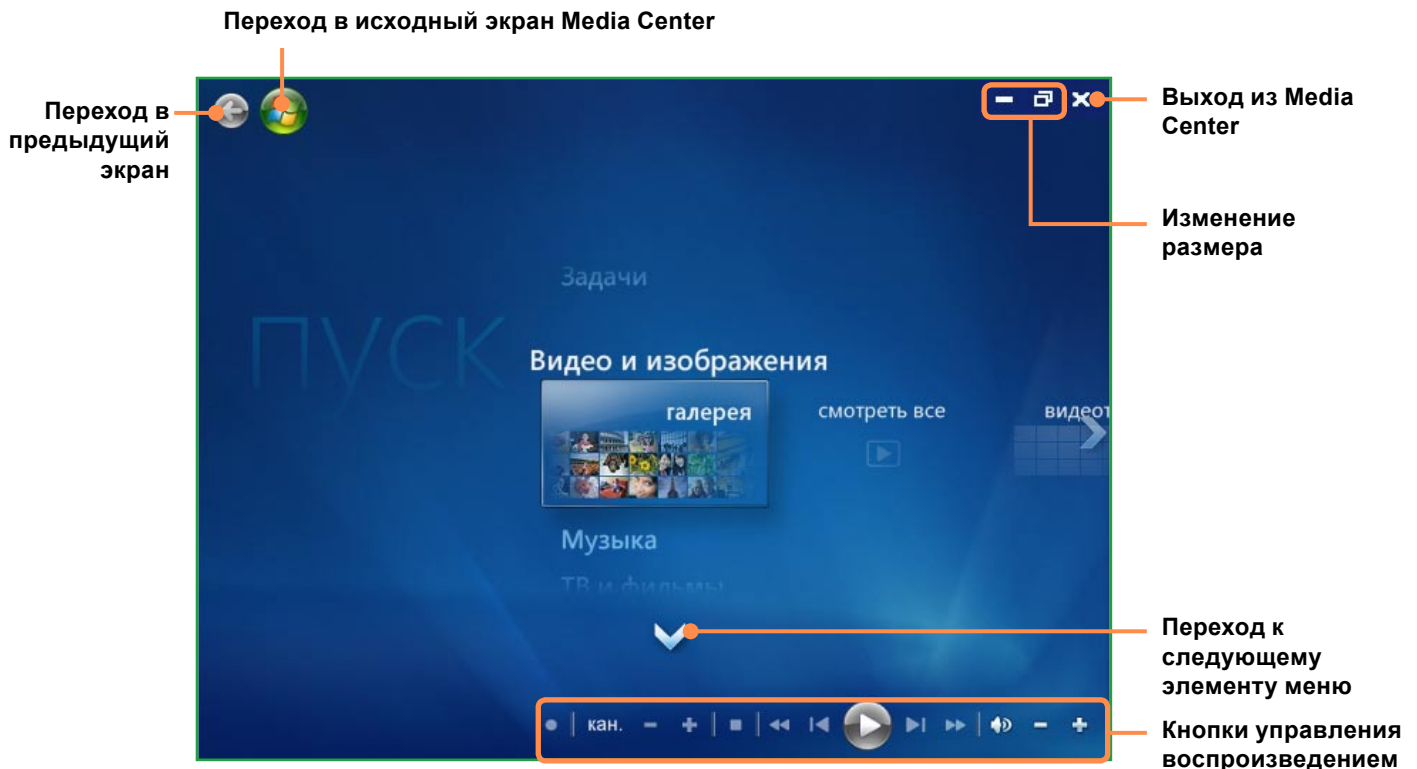 Переход в исходный экран Media Center
Переход в
предыдущий
экран
Выход из Media
Center
Изменение
размера
Задачи
пуск
Видео и изображения
галерея
смотреть все
видеот
Музыка
ТВ и фильмы
Переход к
следующему
элементу меню
кан.
Кнопки управления
воспроизведением